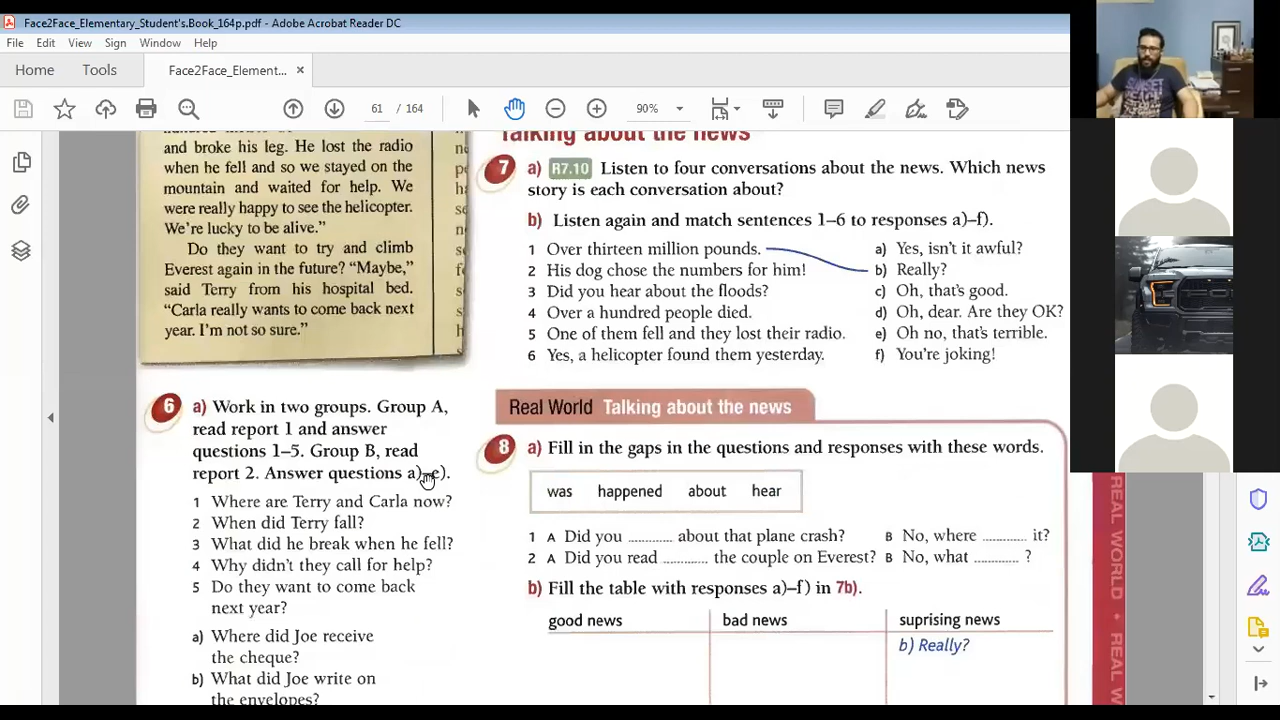 Face2Face_Elementary_Student's.Book_164p.pdf - Adobe Acrobat Reader DC
File Edit View Sign Window Help
Home Tools Face2Face_Element... ×
61 / 164 90%
and broke his leg. He lost the radio
when he fell and so we stayed on the
mountain and waited for help. We
were really happy to see the helicopter.
We're lucky to be alive."
Do they want to try and climb
Everest again in the future? "Maybe,"
said Terry from his hospital bed.
"Carla really wants to come back next
year. I'm not so sure."
6 a) Work in two groups. Group A,
read report 1 and answer
questions 1–5. Group B, read
report 2. Answer questions a)–e).
1 Where are Terry and Carla now?
2 When did Terry fall?
3 What did he break when he fell?
4 Why didn't they call for help?
5 Do they want to come back
next year?
a) Where did Joe receive
the cheque?
b) What did Joe write on
the envelopes?
Talking about the news
7 a) R7.10 Listen to four conversations about the news. Which news
story is each conversation about?
b) Listen again and match sentences 1–6 to responses a)–f).
1 Over thirteen million pounds. a) Yes, isn't it awful?
2 His dog chose the numbers for him! b) Really?
3 Did you hear about the floods? c) Oh, that's good.
4 Over a hundred people died. d) Oh, dear. Are they OK?
5 One of them fell and they lost their radio. e) Oh no, that's terrible.
6 Yes, a helicopter found them yesterday. f) You're joking!
Real World Talking about the news
8 a) Fill in the gaps in the questions and responses with these words.
was happened about hear
1 A Did you ............ about that plane crash? B No, where ............ it?
2 A Did you read ............ the couple on Everest? B No, what ............ ?
b) Fill the table with responses a)–f) in 7b).
good news bad news suprising news
b) Really?
REAL WORLD • REAL W